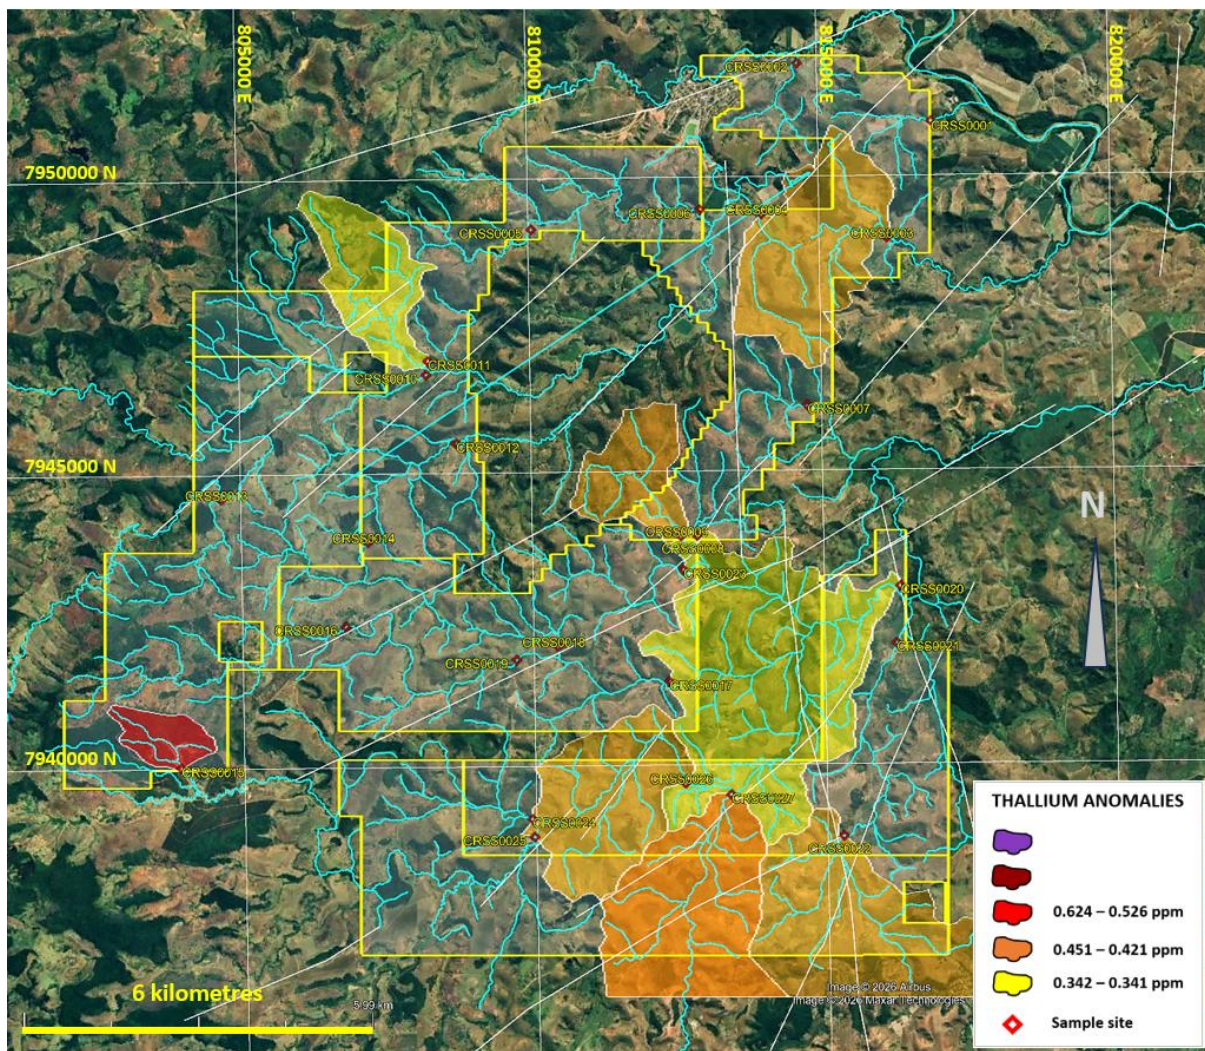 805000 E
810000 E
815000 E
820000 E
CRSS0002
CRSS0001
7950000 N
CRSS0006
CRSS0004
CRSS0005
CRSS0003
CRSS0011
CRSS0010
CRSS0007
CRSS0012
7945000 N
CRSS0013
N
CRSS0009
CRSS0014
CRSS0008
CRSS0023
CRSS0020
CRSS0016
CRSS0018
CRSS0021
CRSS0019
CRSS0017
7940000 N
CRSS0015
CRSS0026
CRSS0027
CRSS0024
CRSS0025
CRSS0022
THALLIUM ANOMALIES
0.624 – 0.526 ppm
0.451 – 0.421 ppm
0.342 – 0.341 ppm
Sample site
6 kilometres
5.99 km
Image © 2026 Airbus
Image © 2026 Maxar Technologies